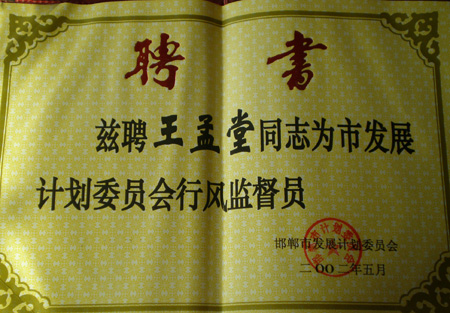 聘书
兹聘王孟堂同志为市发展
计划委员会行风监督员
邯郸市发展计划委员会
二〇〇二年五月